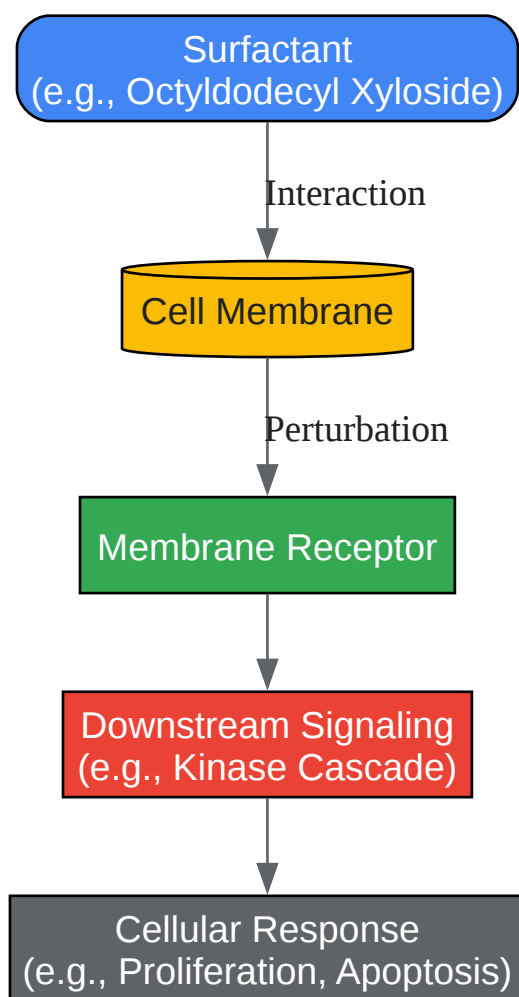 Surfactant
(e.g., Octyldodecyl Xyloside)
Interaction
Cell Membrane
Perturbation
Membrane Receptor
Downstream Signaling
(e.g., Kinase Cascade)
Cellular Response
(e.g., Proliferation, Apoptosis)